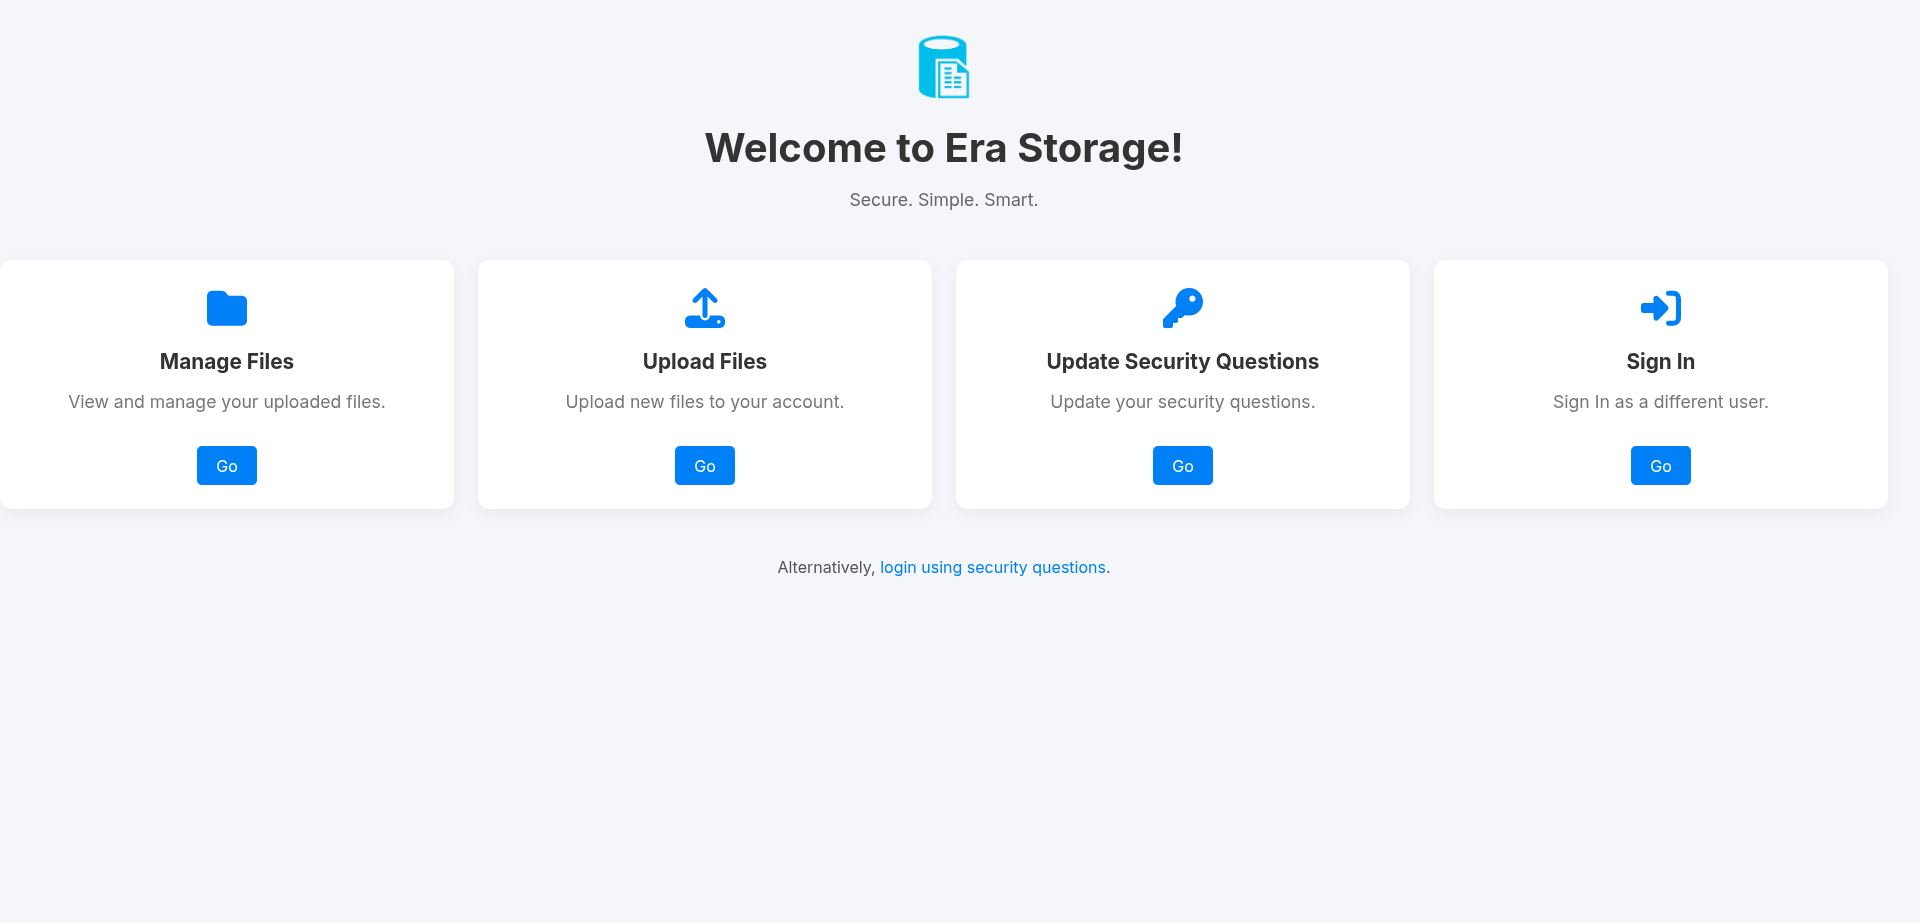 Welcome to Era Storage!
Secure. Simple. Smart.
Manage Files
View and manage your uploaded files.
Go
Upload Files
Upload new files to your account.
Go
Update Security Questions
Update your security questions.
Go
Sign In
Sign In as a different user.
Go
Alternatively, login using security questions.